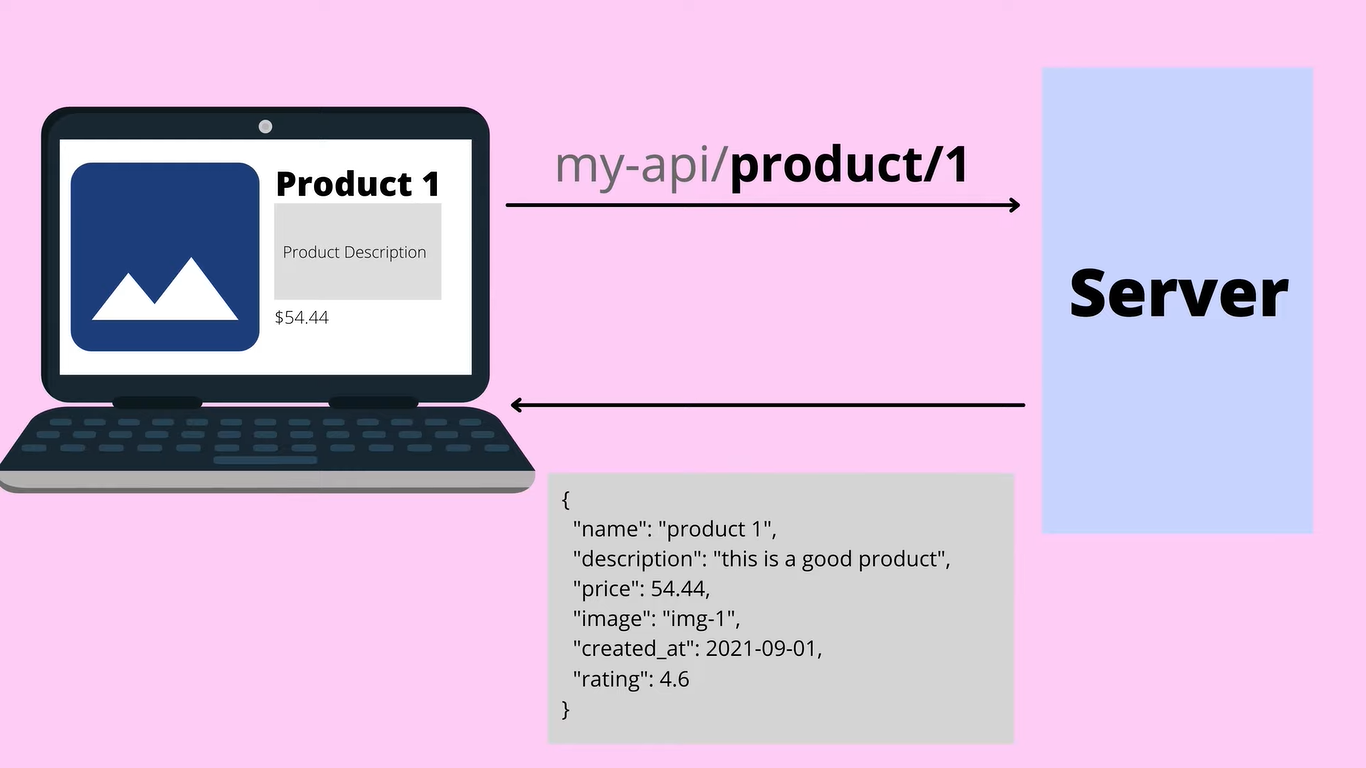 Product 1
Product Description
$54.44
my-api/product/1
Server
{
"name": "product 1",
"description": "this is a good product",
"price": 54.44,
"image": "img-1",
"created_at": 2021-09-01,
"rating": 4.6
}